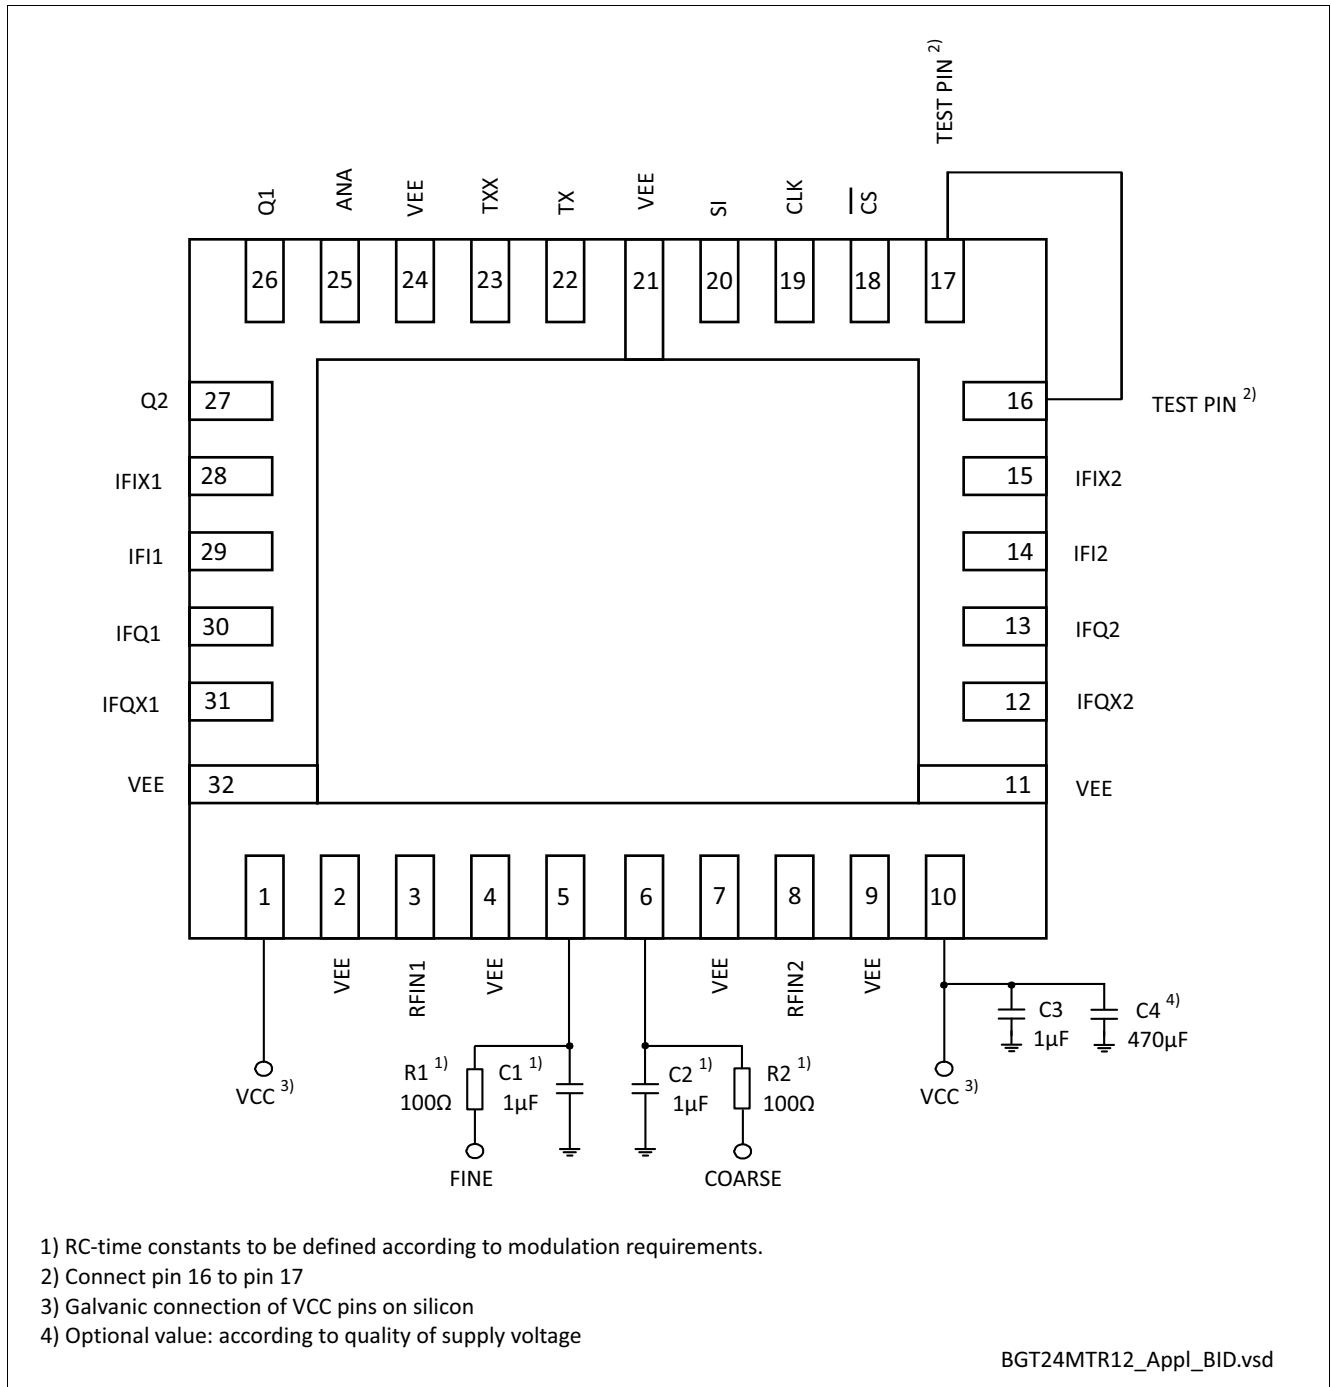 TEST PIN 2)
Q1
ANA
VEE
TXX
TX
VEE
SI
CLK
CS
26
25
24
23
22
21
20
19
18
17
Q2
27
16
TEST PIN 2)
IFIX1
28
15
IFIX2
IFI1
29
14
IFI2
IFQ1
30
13
IFQ2
IFQX1
31
12
IFQX2
VEE
32
11
VEE
1
2
3
4
5
6
7
8
9
10
VEE
RFIN1
VEE
VEE
RFIN2
VEE
C3
1µF
C4 4)
470µF
VCC 3)
R1 1)
100Ω
C1 1)
1µF
C2 1)
1µF
R2 1)
100Ω
VCC 3)
FINE
COARSE
1) RC-time constants to be defined according to modulation requirements.
2) Connect pin 16 to pin 17
3) Galvanic connection of VCC pins on silicon
4) Optional value: according to quality of supply voltage
BGT24MTR12_Appl_BID.vsd